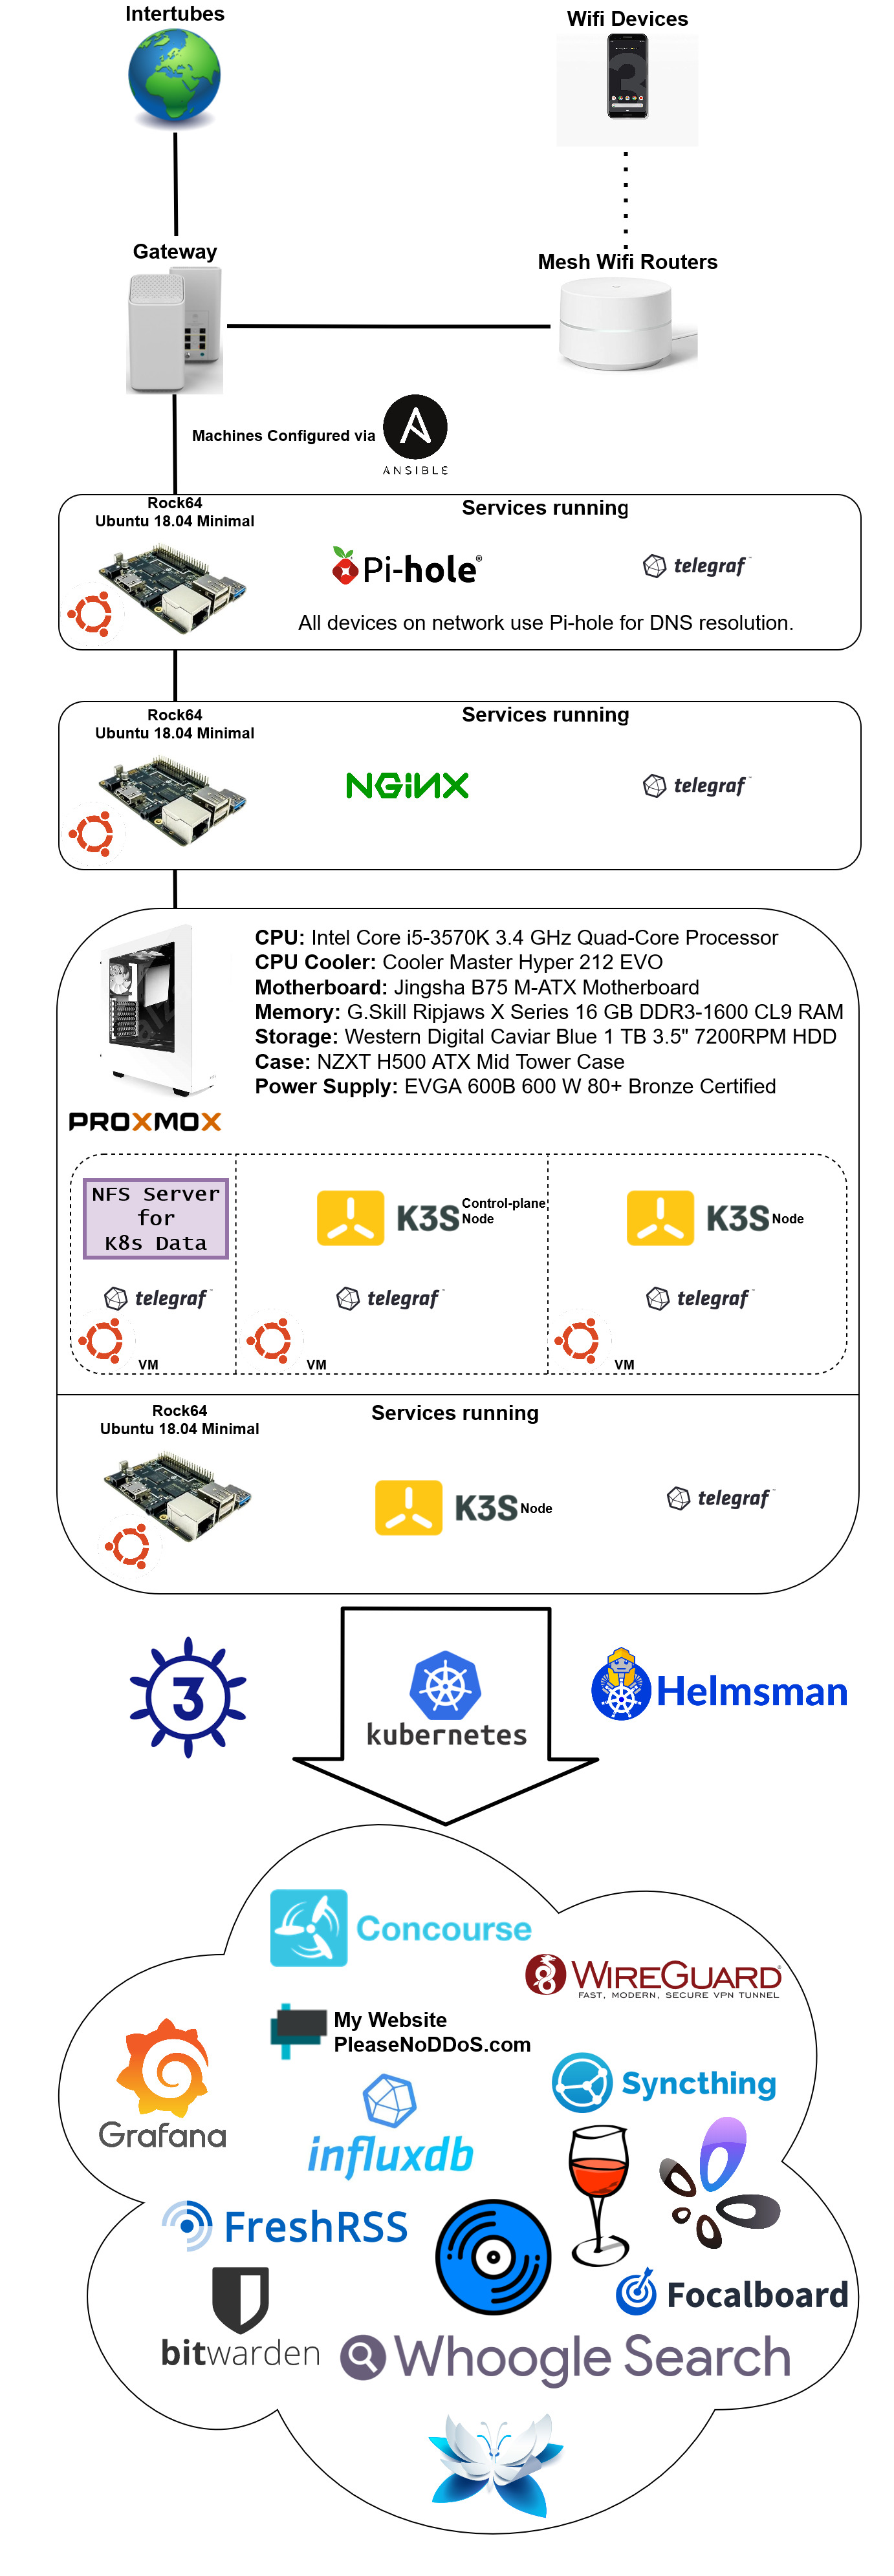 Intertubes
Wifi Devices
3
Gateway
Mesh Wifi Routers
Machines Configured via
ANSIBLE
Rock64
Ubuntu 18.04 Minimal
Services running
Pi-hole®
telegraf™
All devices on network use Pi-hole for DNS resolution.
Rock64
Ubuntu 18.04 Minimal
Services running
NGiNX
telegraf™
CPU: Intel Core i5-3570K 3.4 GHz Quad-Core Processor
CPU Cooler: Cooler Master Hyper 212 EVO
Motherboard: Jingsha B75 M-ATX Motherboard
Memory: G.Skill Ripjaws X Series 16 GB DDR3-1600 CL9 RAM
Storage: Western Digital Caviar Blue 1 TB 3.5" 7200RPM HDD
Case: NZXT H500 ATX Mid Tower Case
Power Supply: EVGA 600B 600 W 80+ Bronze Certified
PROXMOX
NFS Server
for
K8s Data
telegraf™
VM
K3S Control-plane
Node
telegraf™
VM
K3S Node
telegraf™
VM
Rock64
Ubuntu 18.04 Minimal
Services running
K3S Node
telegraf™
3
kubernetes
Helmsman
Concourse
WIREGUARD
FAST, MODERN, SECURE VPN TUNNEL
My Website
PleaseNoDDoS.com
Grafana
Syncthing
influxdb
FreshRSS
Focalboard
bitwarden
Whoogle Search